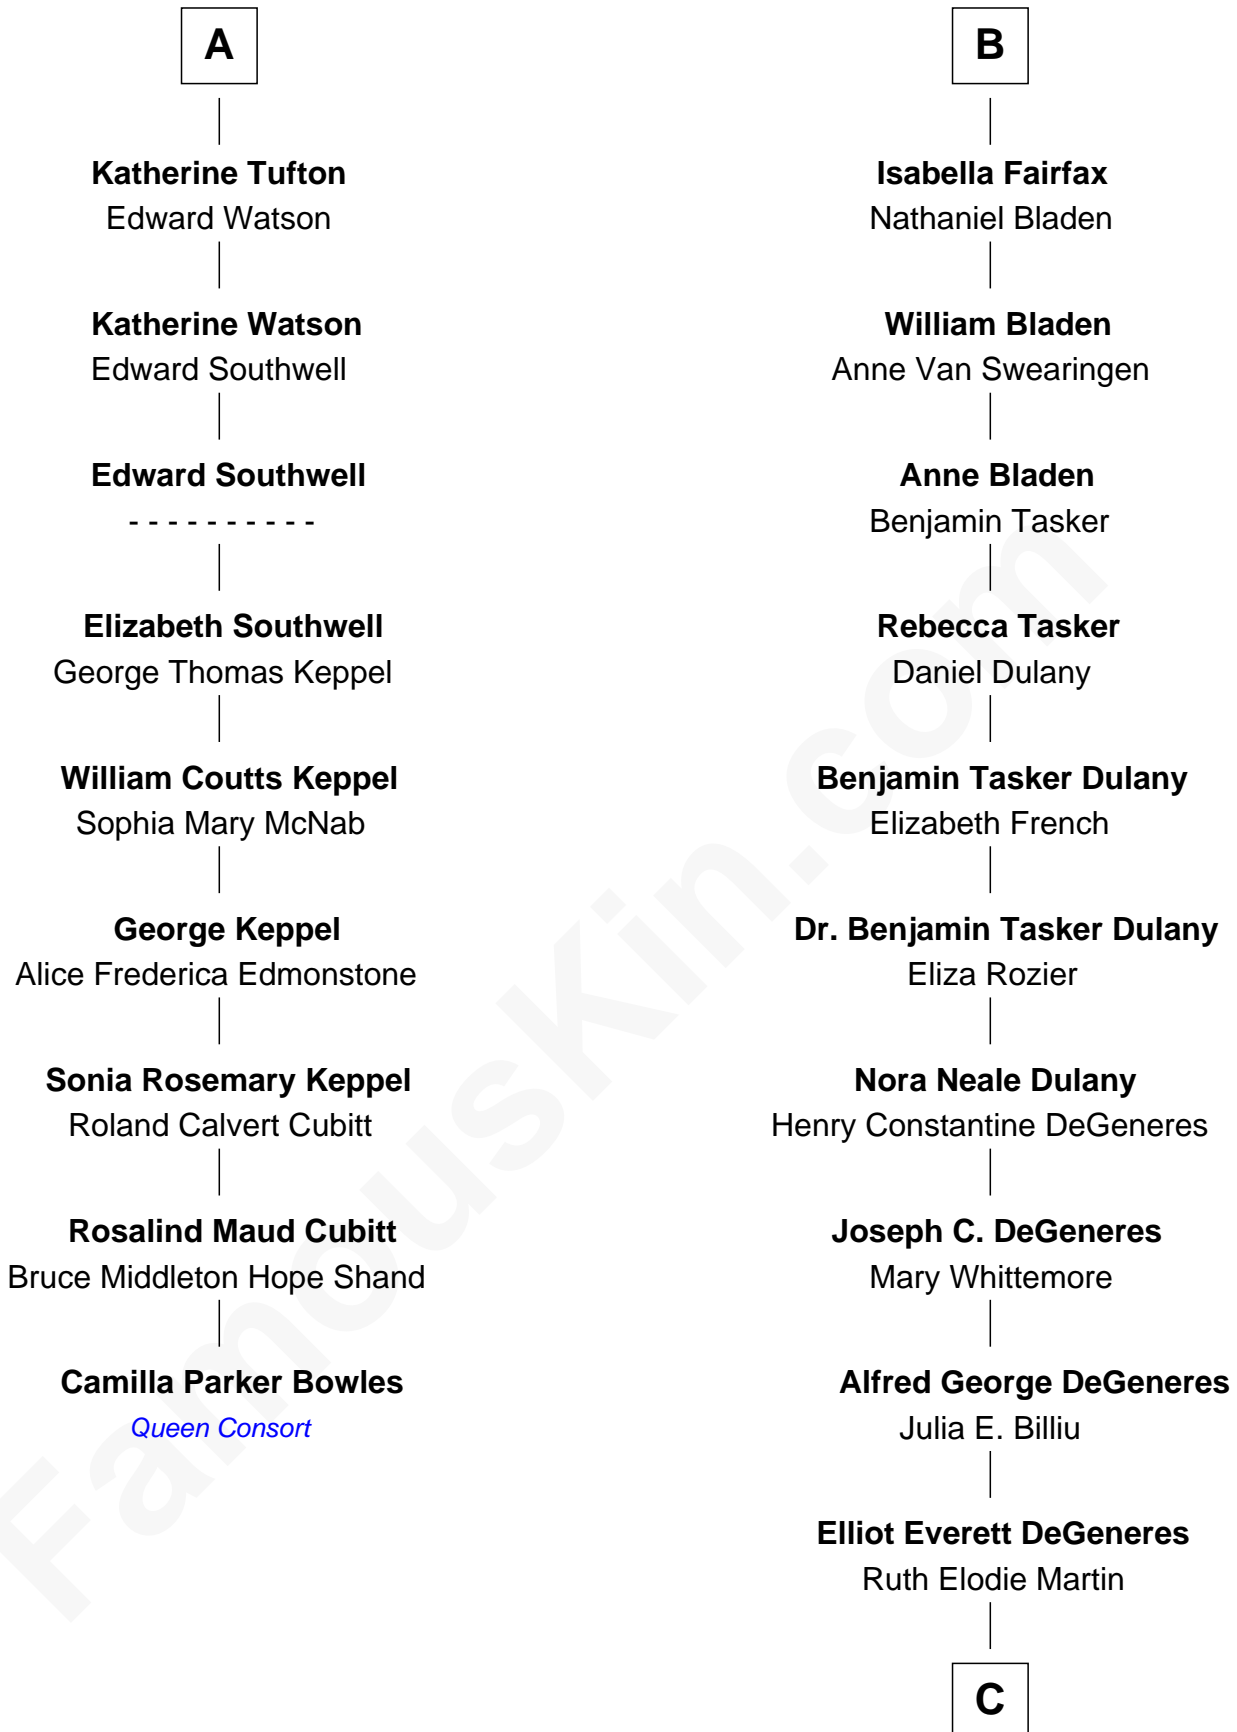 A
Katherine Tufton
Edward Watson
Katherine Watson
Edward Southwell
Edward Southwell
- - - - - - - - - -
Elizabeth Southwell
George Thomas Keppel
William Coutts Keppel
Sophia Mary McNab
George Keppel
Alice Frederica Edmonstone
Sonia Rosemary Keppel
Roland Calvert Cubitt
Rosalind Maud Cubitt
Bruce Middleton Hope Shand
Camilla Parker Bowles
Queen Consort
B
Isabella Fairfax
Nathaniel Bladen
William Bladen
Anne Van Swearingen
Anne Bladen
Benjamin Tasker
Rebecca Tasker
Daniel Dulany
Benjamin Tasker Dulany
Elizabeth French
Dr. Benjamin Tasker Dulany
Eliza Rozier
Nora Neale Dulany
Henry Constantine DeGeneres
Joseph C. DeGeneres
Mary Whittemore
Alfred George DeGeneres
Julia E. Billiu
Elliot Everett DeGeneres
Ruth Elodie Martin
C
FamousKin.com